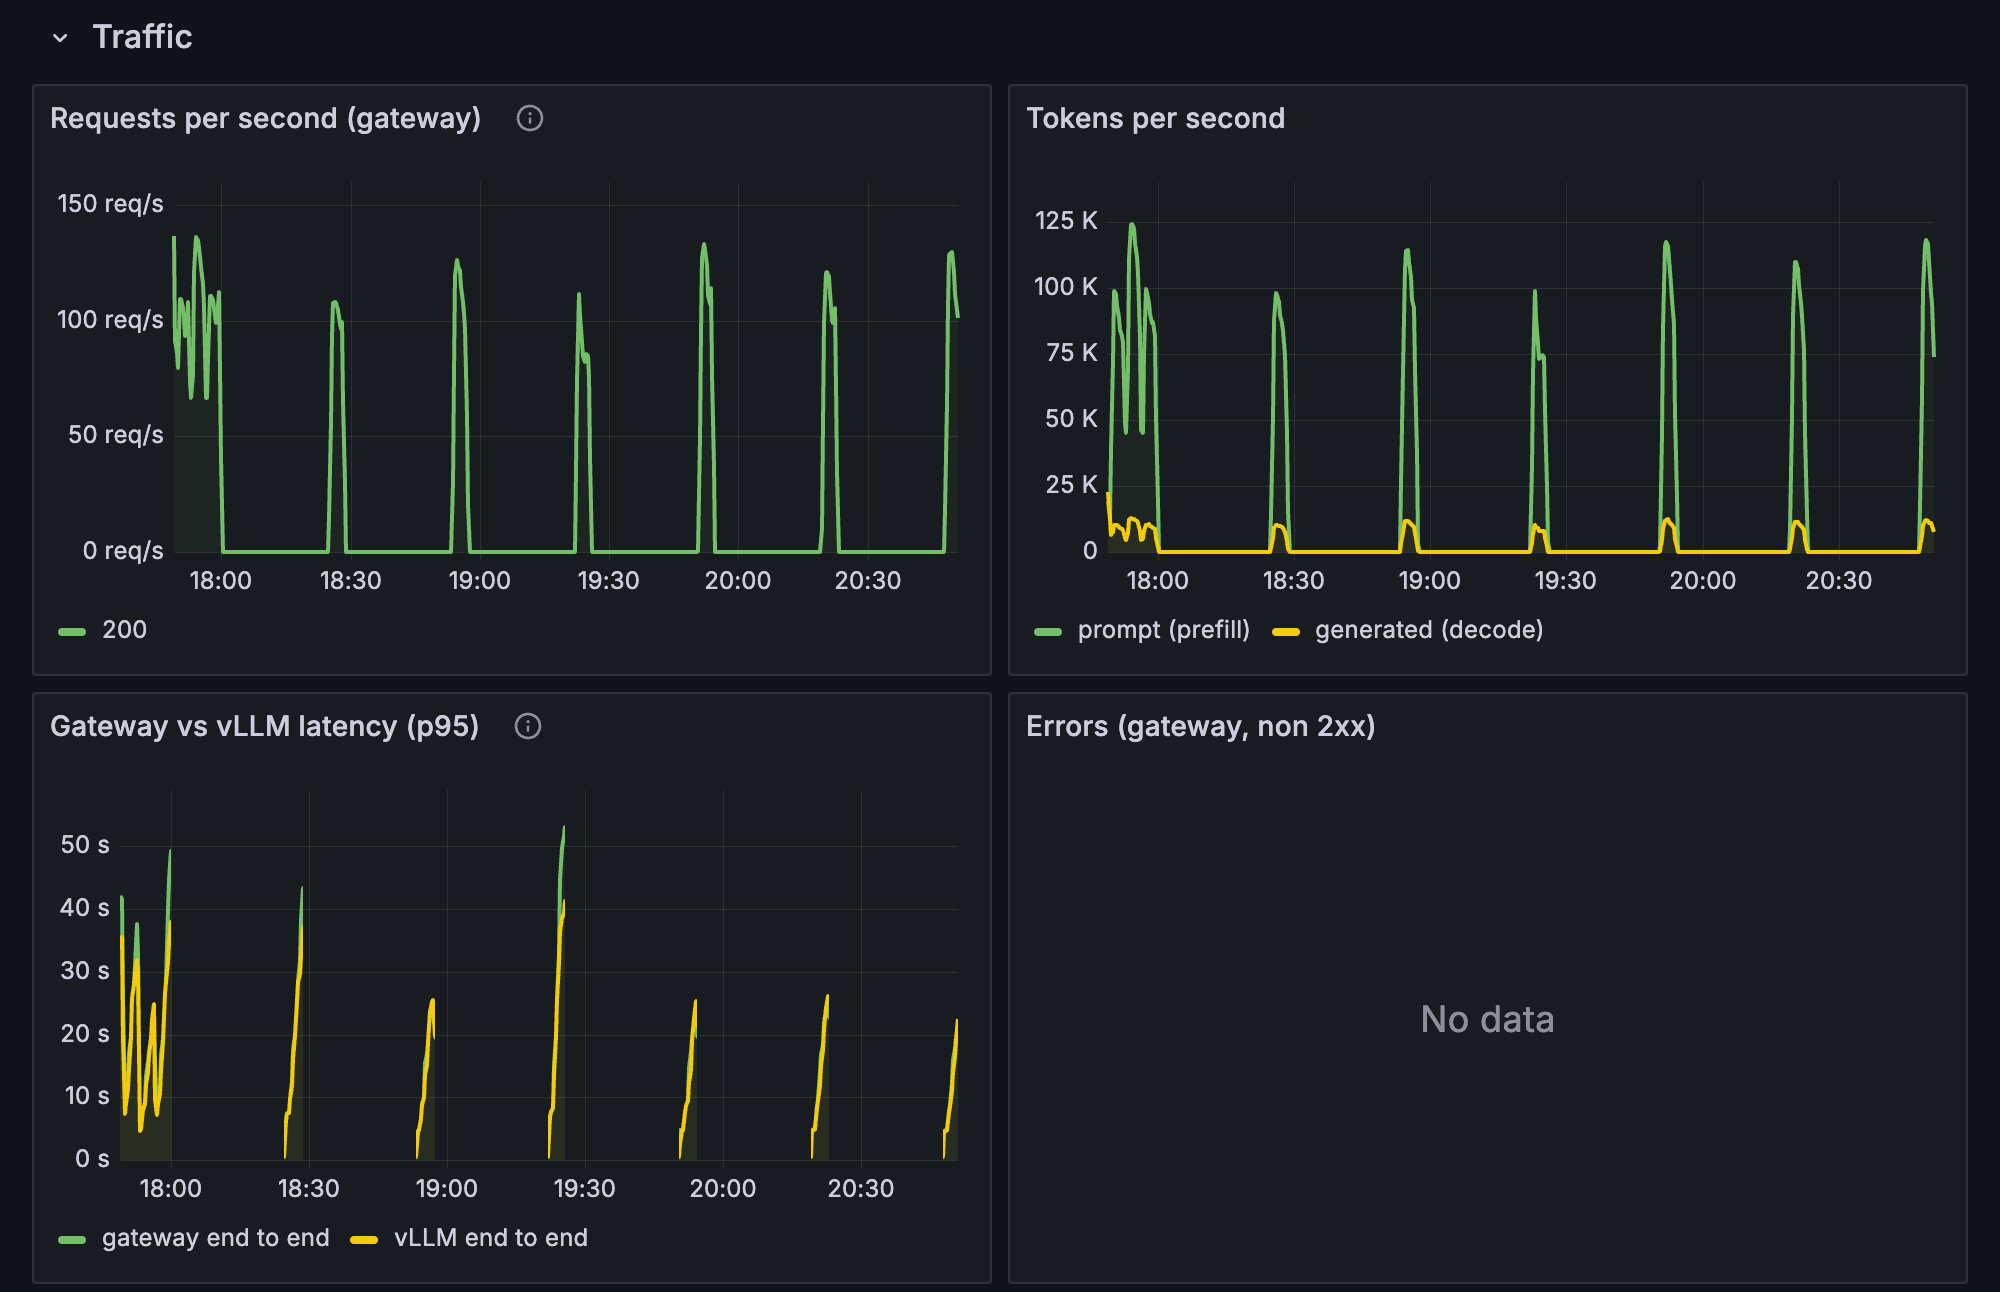 Traffic
Requests per second (gateway)
150 req/s
100 req/s
50 req/s
0 req/s
18:00 18:30 19:00 19:30 20:00 20:30
200
Tokens per second
125 K
100 K
75 K
50 K
25 K
0
18:00 18:30 19:00 19:30 20:00 20:30
prompt (prefill) generated (decode)
Gateway vs vLLM latency (p95)
50 s
40 s
30 s
20 s
10 s
0 s
18:00 18:30 19:00 19:30 20:00 20:30
gateway end to end vLLM end to end
Errors (gateway, non 2xx)
No data